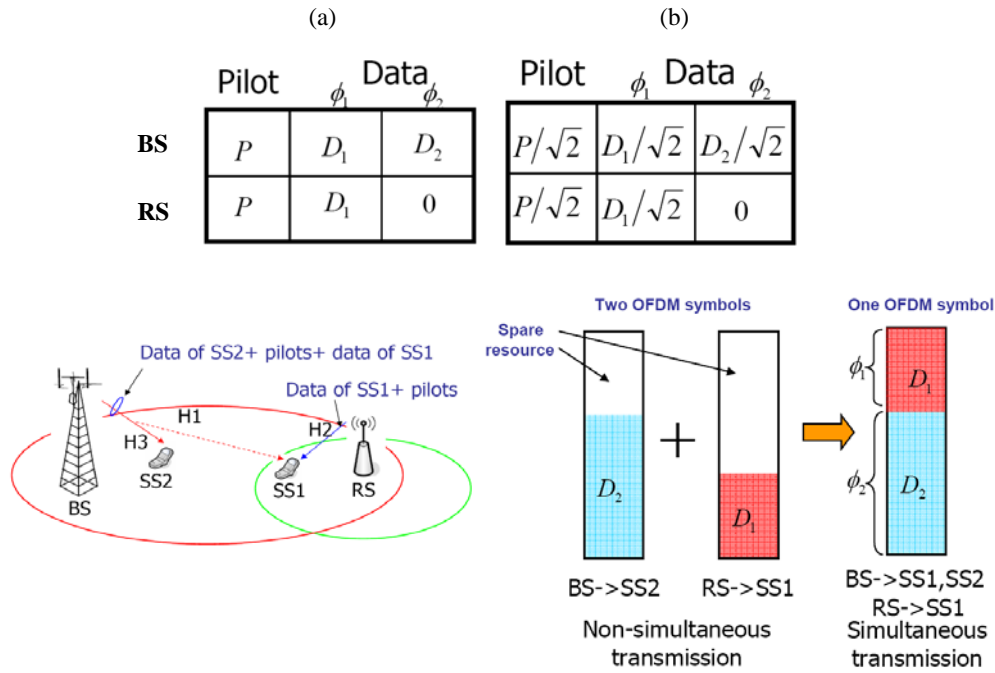 (a) (b)
Pilot Data
ϕ₁ ϕ₂
BS P D₁ D₂
RS P D₁ 0
Pilot Data
ϕ₁ ϕ₂
P/√2 D₁/√2 D₂/√2
P/√2 D₁/√2 0
Data of SS2+ pilots+ data of SS1
Data of SS1+ pilots
H1
H2
H3
SS2
SS1
RS
BS
Two OFDM symbols
Spare
resource
D₂
+
D₁
BS->SS2 RS->SS1
Non-simultaneous
transmission
One OFDM symbol
ϕ₁
D₁
ϕ₂
D₂
BS->SS1,SS2
RS->SS1
Simultaneous
transmission